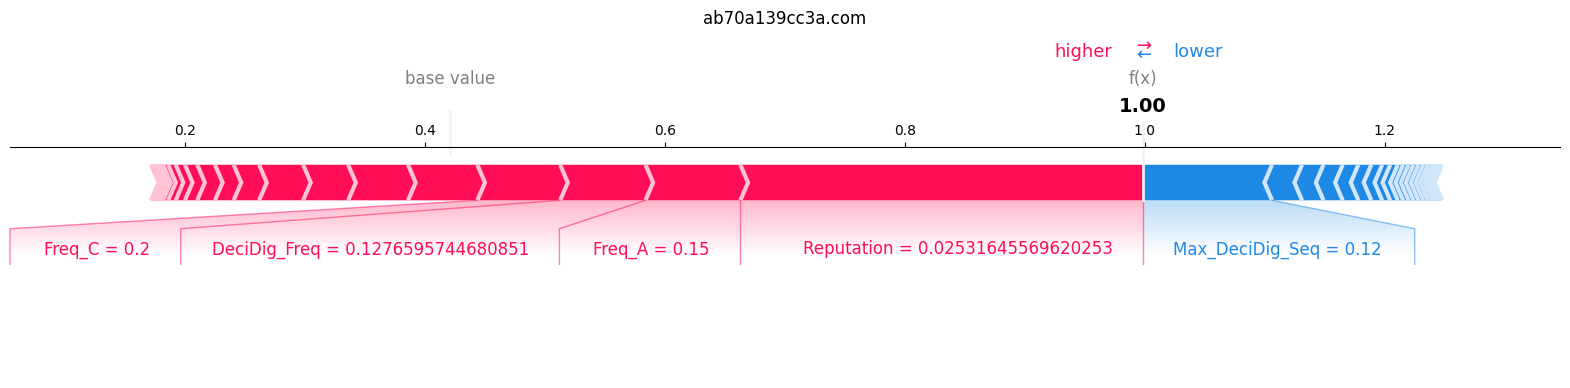 ab70a139cc3a.com
higher ⇄ lower
base value f(x)
1.00
0.2 0.4 0.6 0.8 1.0 1.2
Freq_C = 0.2 DeciDig_Freq = 0.1276595744680851 Freq_A = 0.15 Reputation = 0.02531645569620253 Max_DeciDig_Seq = 0.12